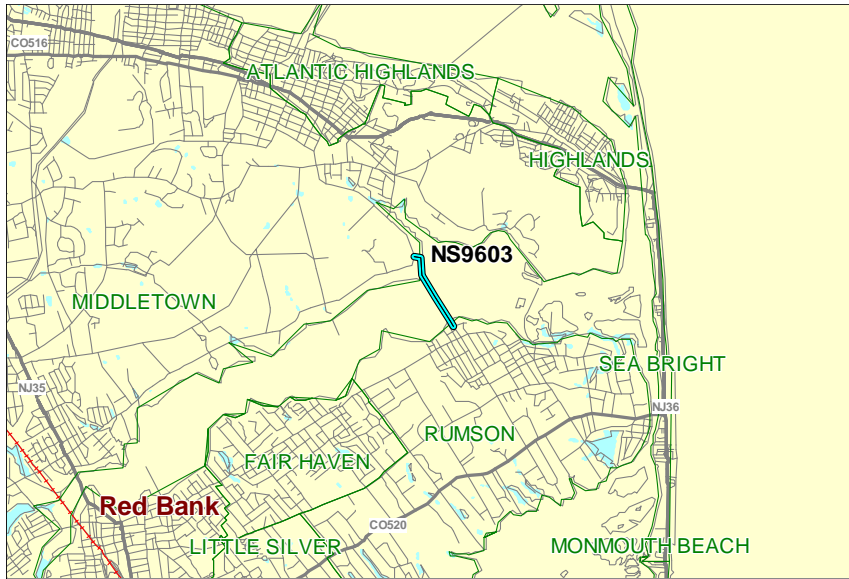 CO516
ATLANTIC HIGHLANDS
HIGHLANDS
NS9603
MIDDLETOWN
SEA BRIGHT
NJ35
NJ36
RUMSON
FAIR HAVEN
Red Bank
CO520
LITTLE SILVER
MONMOUTH BEACH